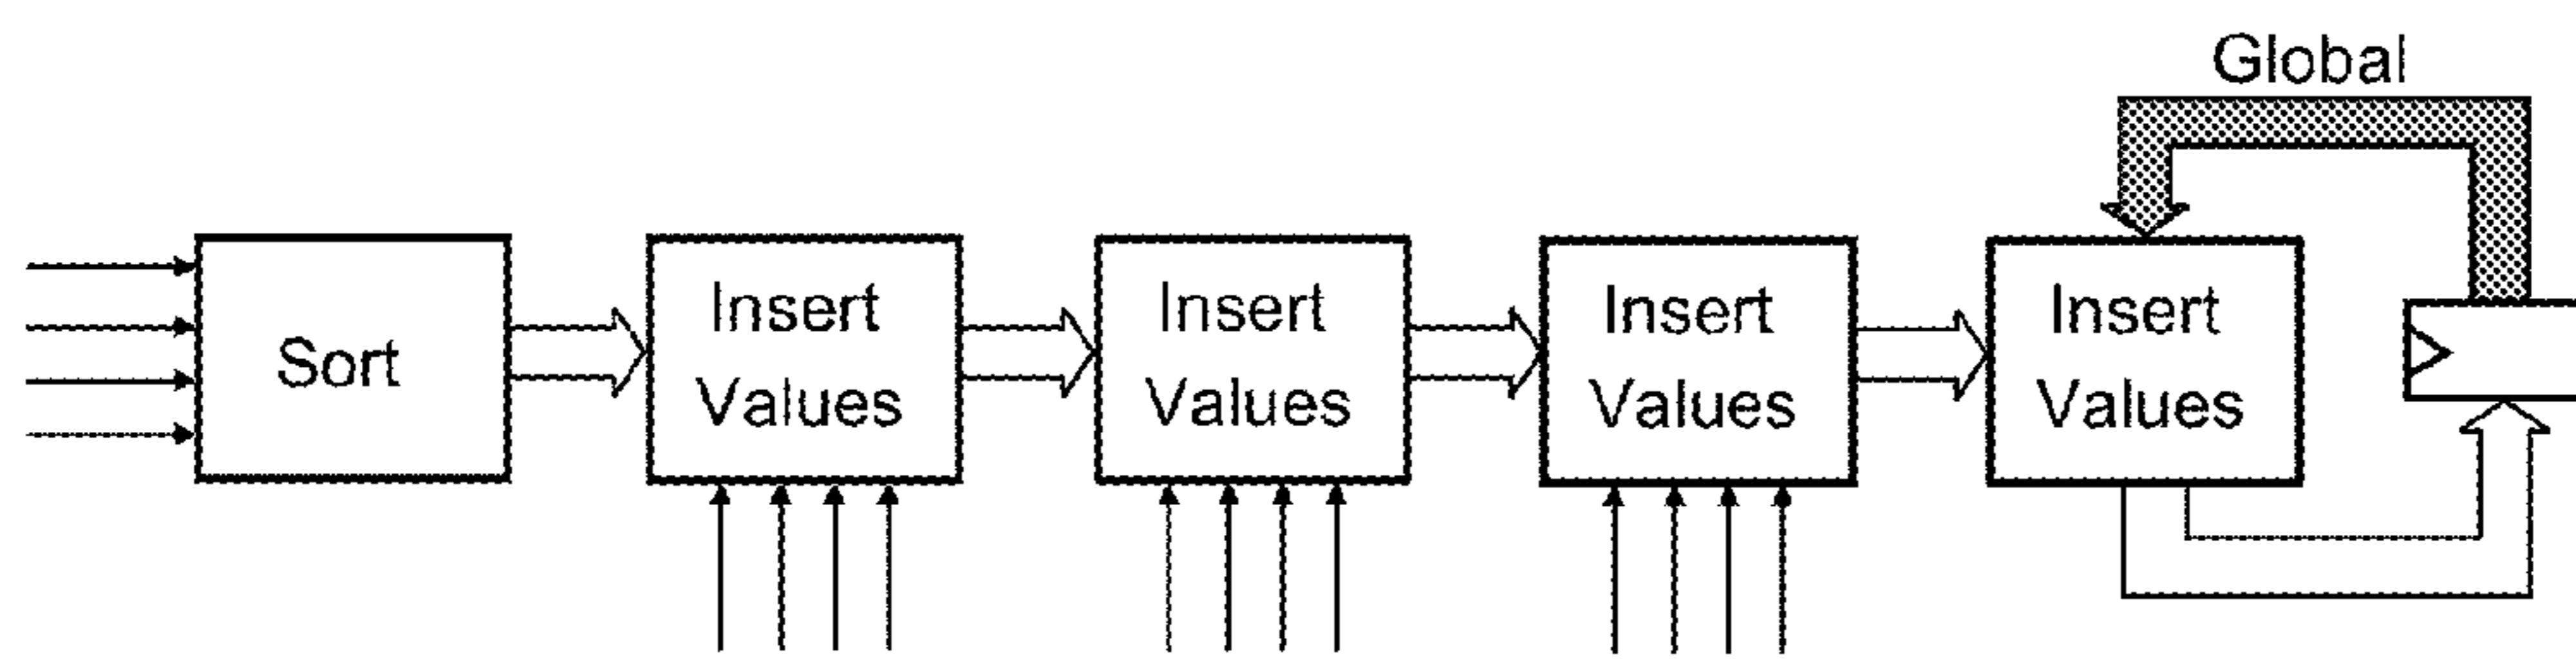 Global
Sort
Insert
Values
Insert
Values
Insert
Values
Insert
Values